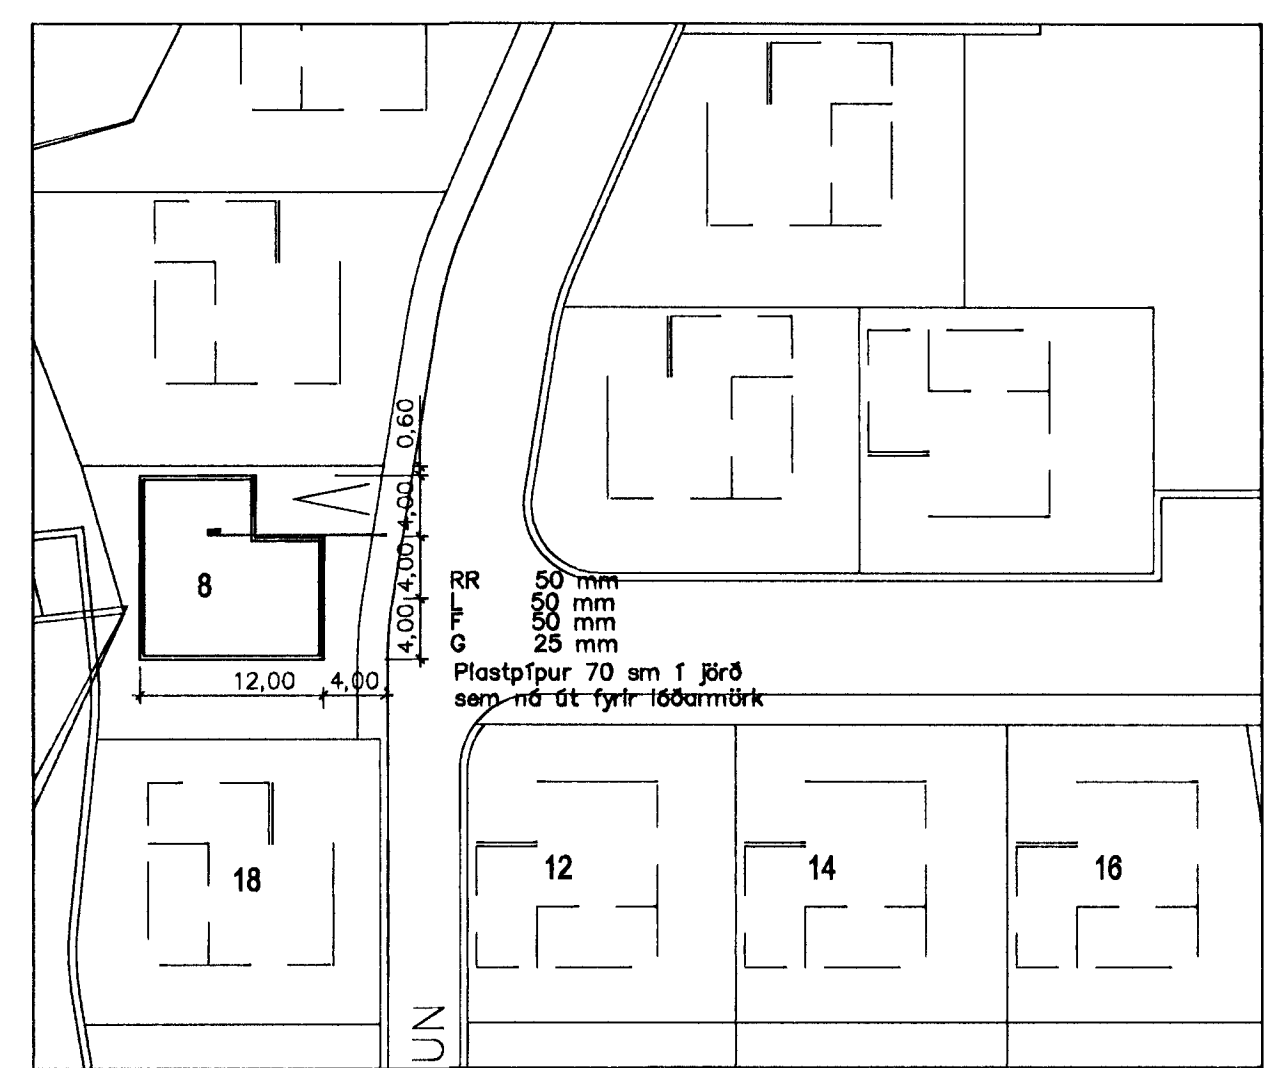 0,60
4,00
4,00
4,00
8
RR 50 mm
L 50 mm
F 50 mm
G 25 mm
Plastpípur 70 sm í jörð
sem ná út fyrir lóðarmörk
12,00 4,00
18
12
14
16
UN